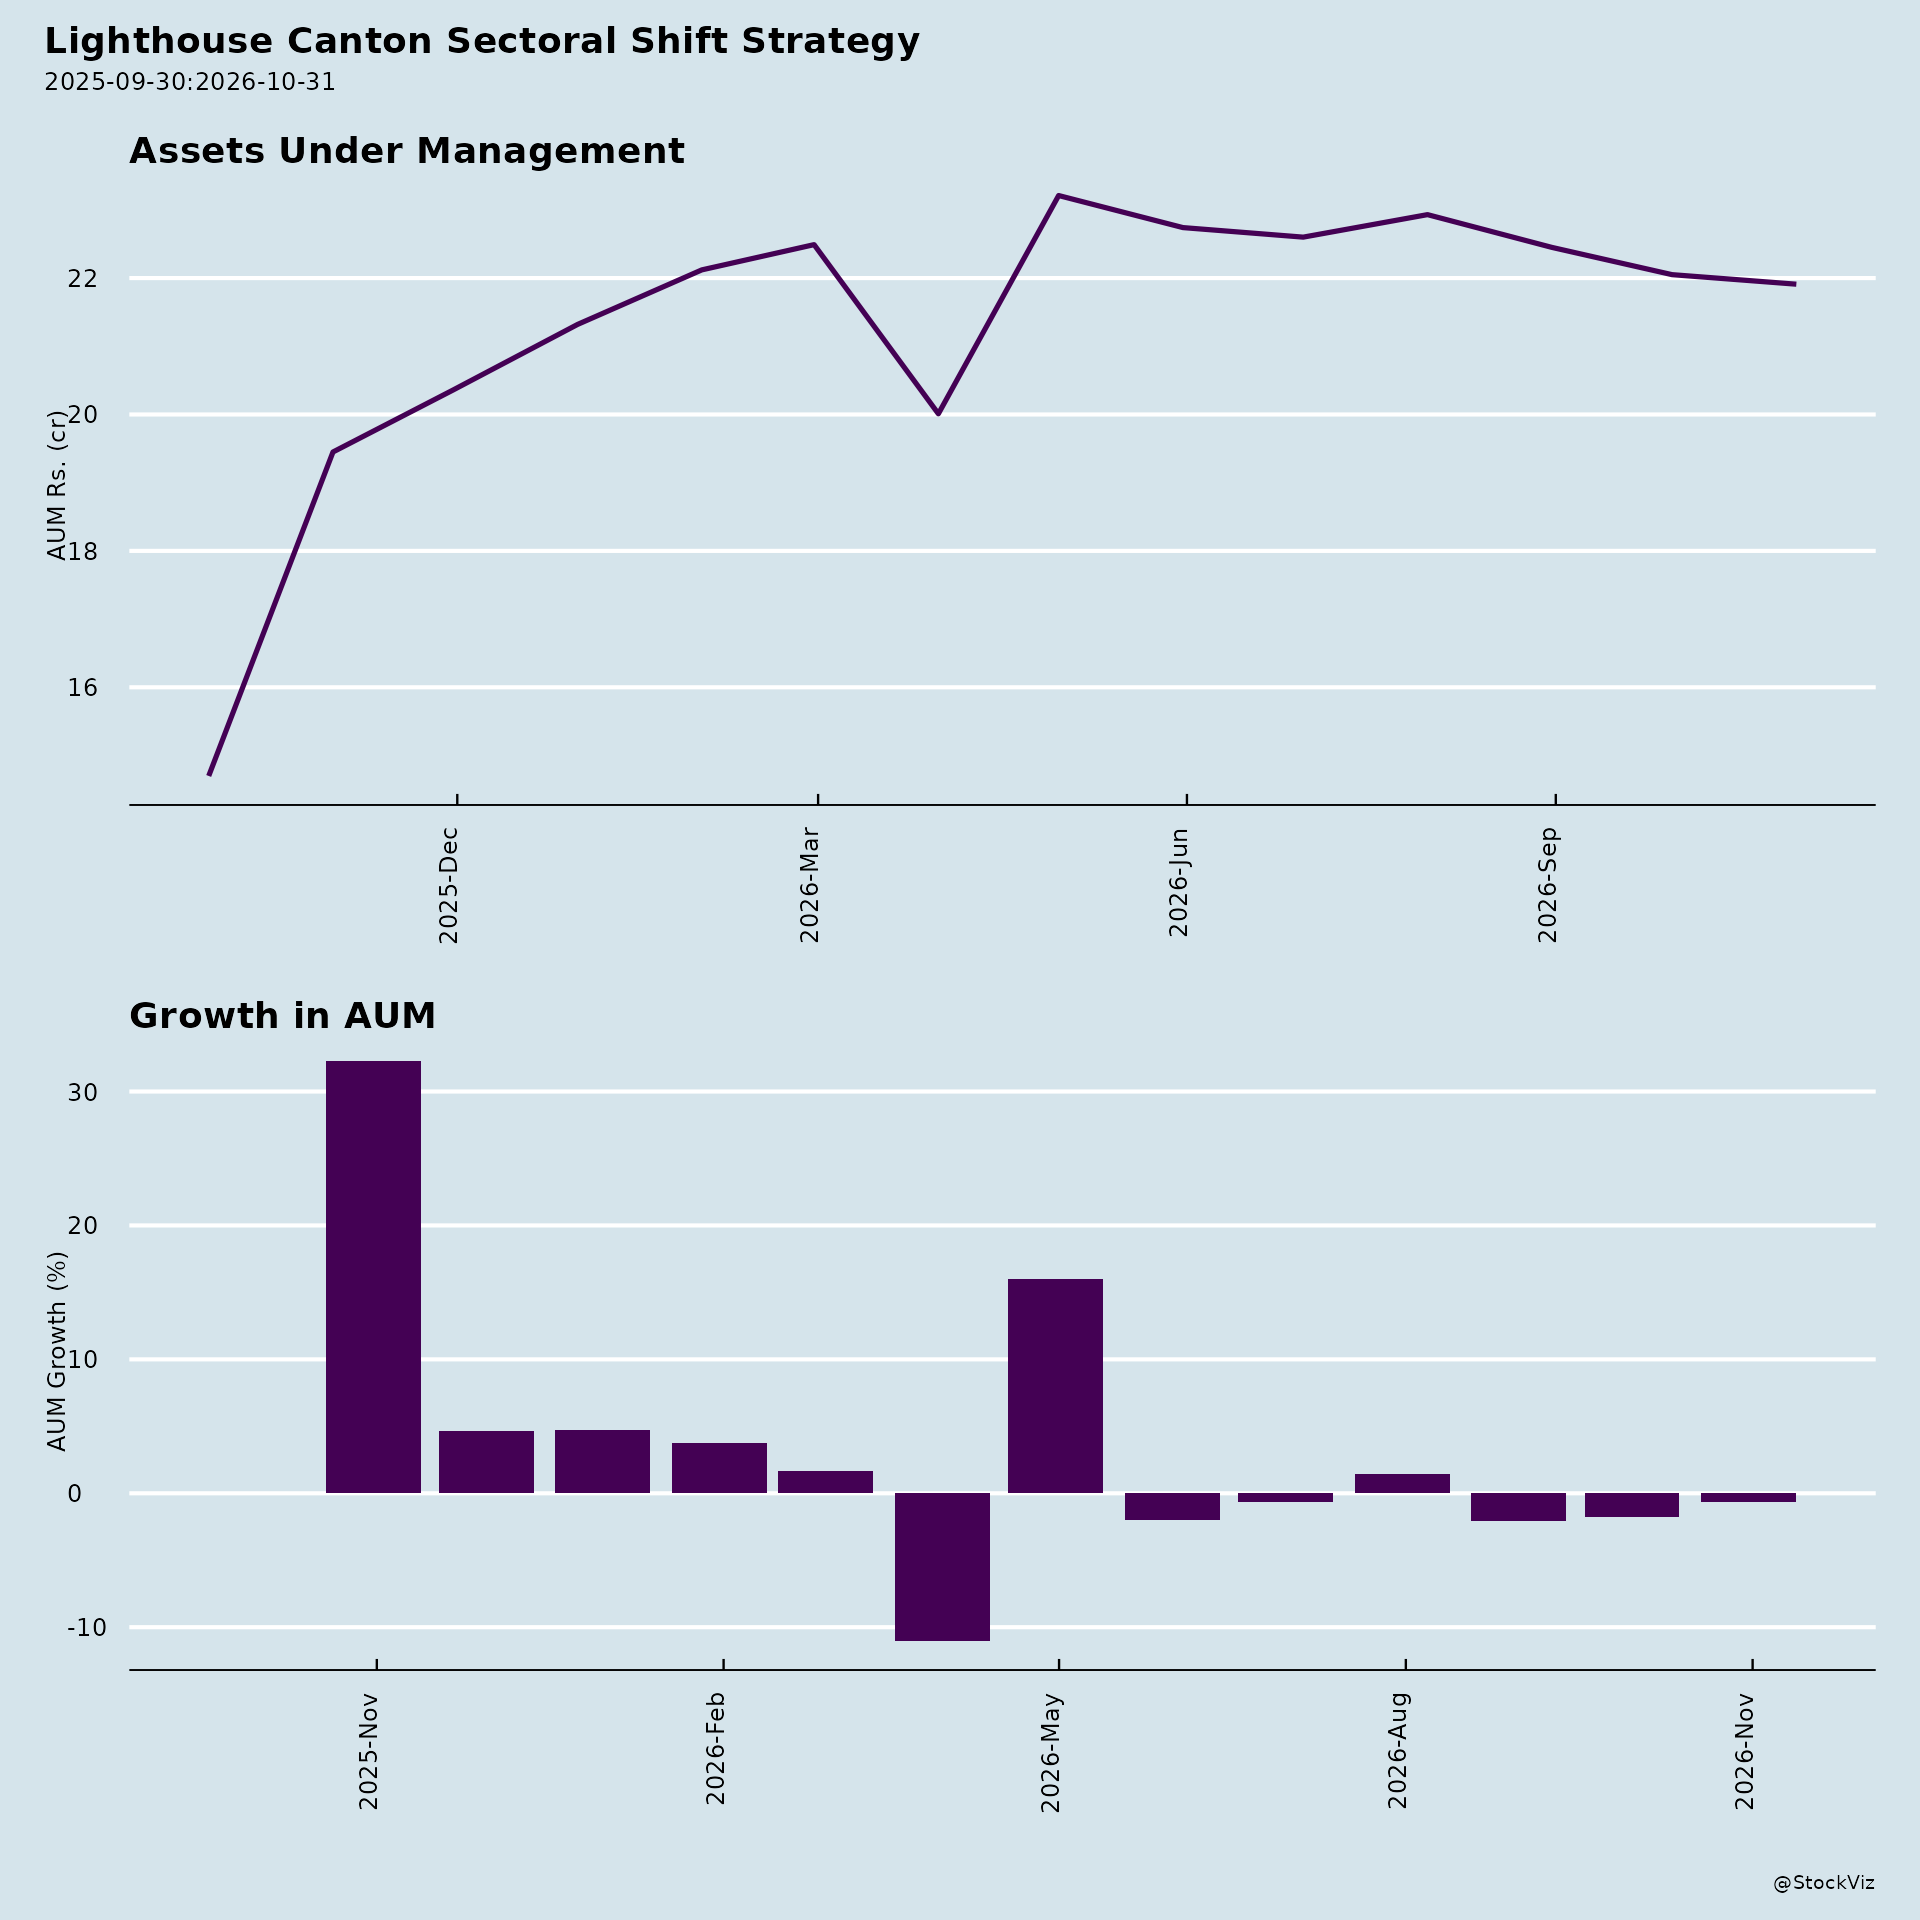 Lighthouse Canton Sectoral Shift Strategy
2025-09-30:2026-10-31
Assets Under Management
AUM Rs. (cr)
22
20
18
16
2025-Dec
2026-Mar
2026-Jun
2026-Sep
Growth in AUM
AUM Growth (%)
30
20
10
0
-10
2025-Nov
2026-Feb
2026-May
2026-Aug
2026-Nov
@StockViz